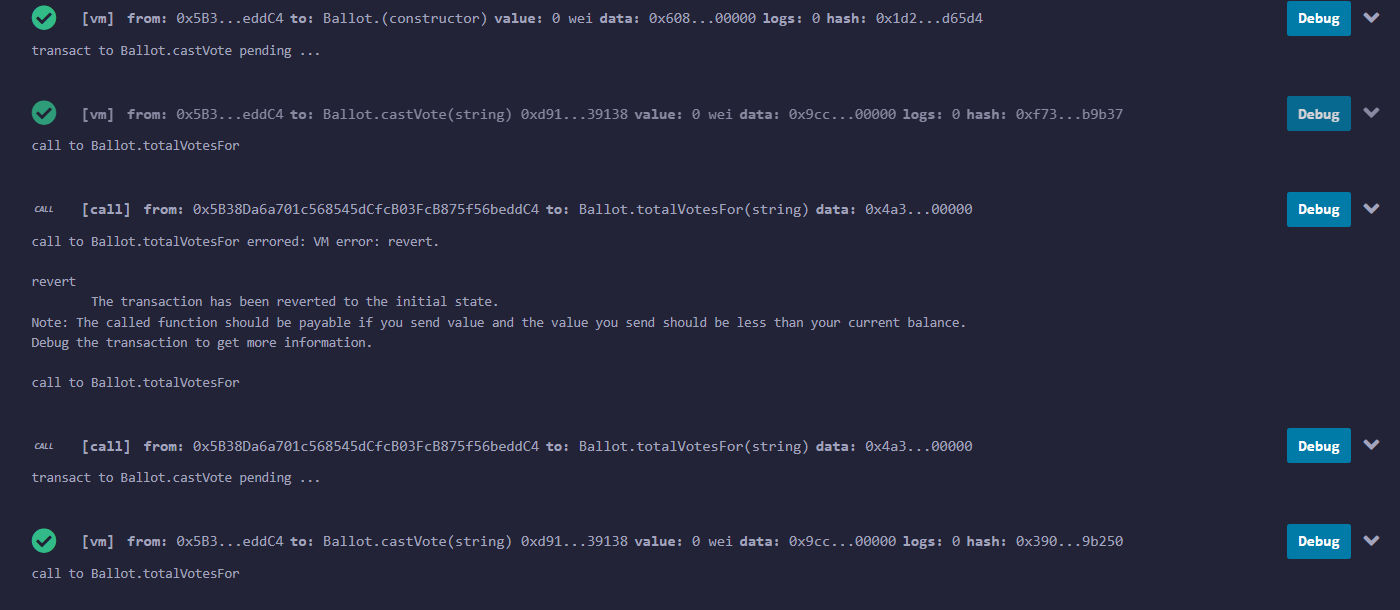 [vm] from: 0x5B3...eddC4 to: Ballot.(constructor) value: 0 wei data: 0x608...00000 logs: 0 hash: 0x1d2...d65d4 Debug
transact to Ballot.castVote pending ...
[vm] from: 0x5B3...eddC4 to: Ballot.castVote(string) 0xd91...39138 value: 0 wei data: 0x9cc...00000 logs: 0 hash: 0xf73...b9b37 Debug
call to Ballot.totalVotesFor
CALL [call] from: 0x5B38Da6a701c568545dCfcB03FcB875f56beddC4 to: Ballot.totalVotesFor(string) data: 0x4a3...00000 Debug
call to Ballot.totalVotesFor errored: VM error: revert.
revert
The transaction has been reverted to the initial state.
Note: The called function should be payable if you send value and the value you send should be less than your current balance.
Debug the transaction to get more information.
call to Ballot.totalVotesFor
CALL [call] from: 0x5B38Da6a701c568545dCfcB03FcB875f56beddC4 to: Ballot.totalVotesFor(string) data: 0x4a3...00000 Debug
transact to Ballot.castVote pending ...
[vm] from: 0x5B3...eddC4 to: Ballot.castVote(string) 0xd91...39138 value: 0 wei data: 0x9cc...00000 logs: 0 hash: 0x390...9b250 Debug
call to Ballot.totalVotesFor